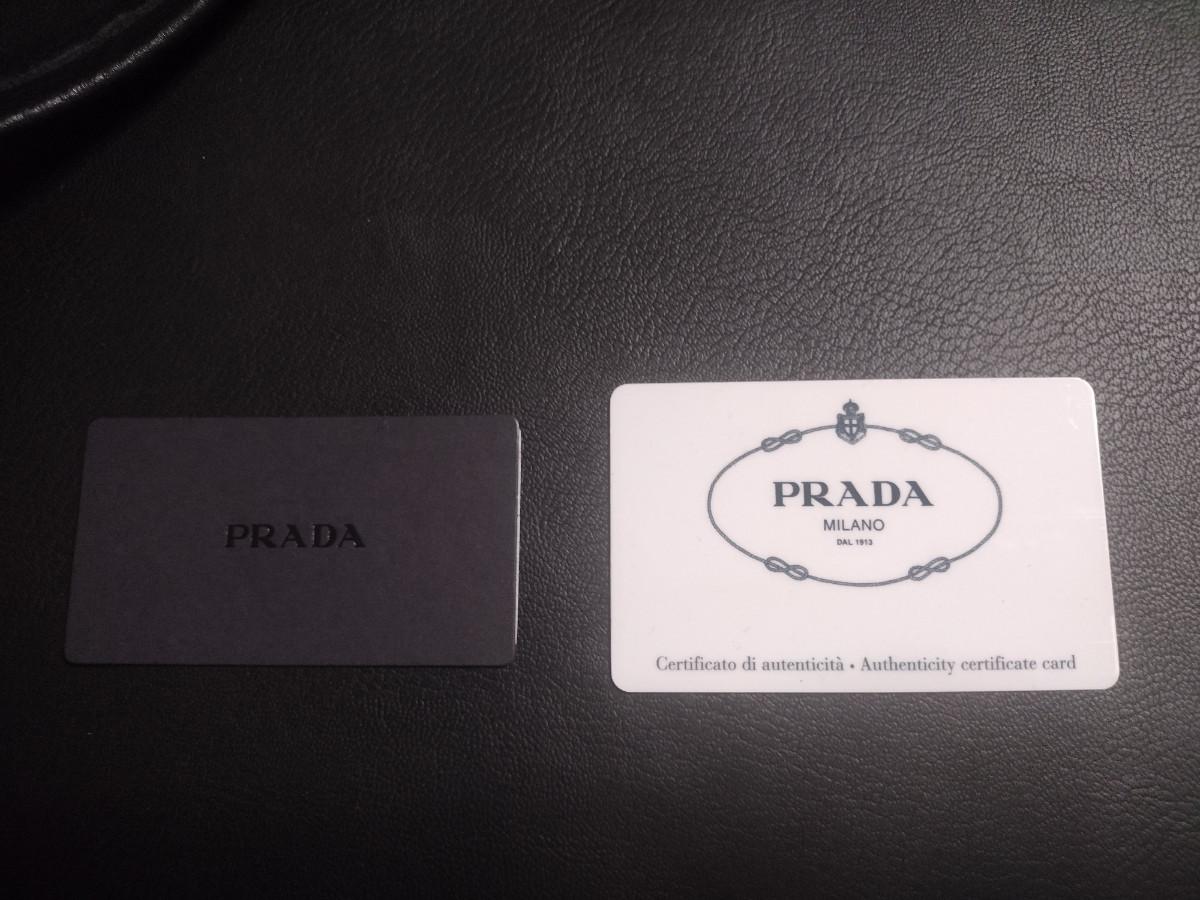 PRADA
PRADA
MILANO
DAL 1913
Certificato di autenticità • Authenticity certificate card